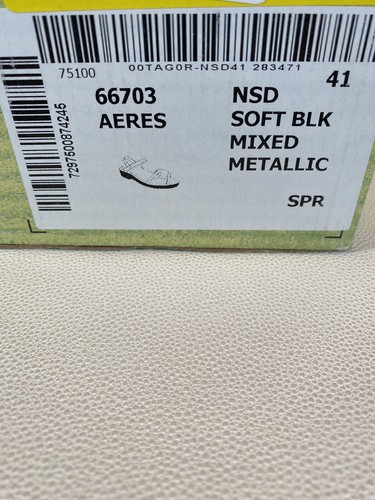 00TAG0R-NSD41 283471
75100
41
66703
AERES
NSD
SOFT BLK
MIXED
METALLIC
SPR
7297600874246